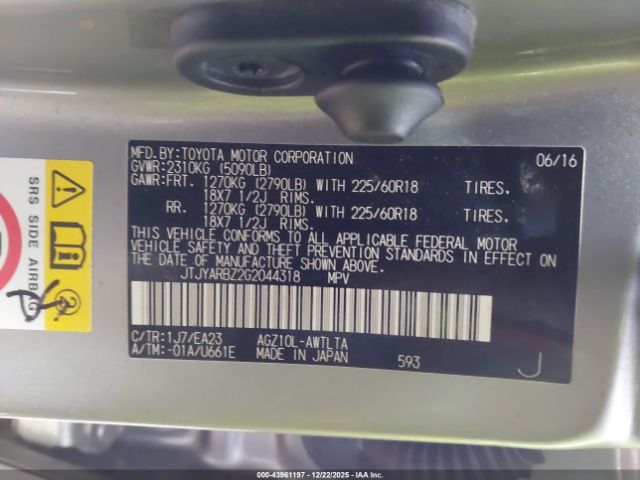 MFD.BY:TOYOTA MOTOR CORPORATION 06/16
GVWR:2310KG (5090LB)
GAWR:FRT. 1270KG (2790LB) WITH 225/60R18 TIRES.
18X7 1/2J RIMS.
RR. 1270KG (2790LB) WITH 225/60R18 TIRES.
18X7 1/2J RIMS.
THIS VEHICLE CONFORMS TO ALL APPLICABLE FEDERAL MOTOR
VEHICLE SAFETY AND THEFT PREVENTION STANDARDS IN EFFECT ON
THE DATE OF MANUFACTURE SHOWN ABOVE.
JTJYARBZ2G2044318 MPV
C/TR:1J7/EA23 AGZ10L-AWTLTA
A/TM:-01A/U661E MADE IN JAPAN 593 J
SRS SIDE AIRBAG
00-43961197 - 12/22/2025 - IAAI.COM